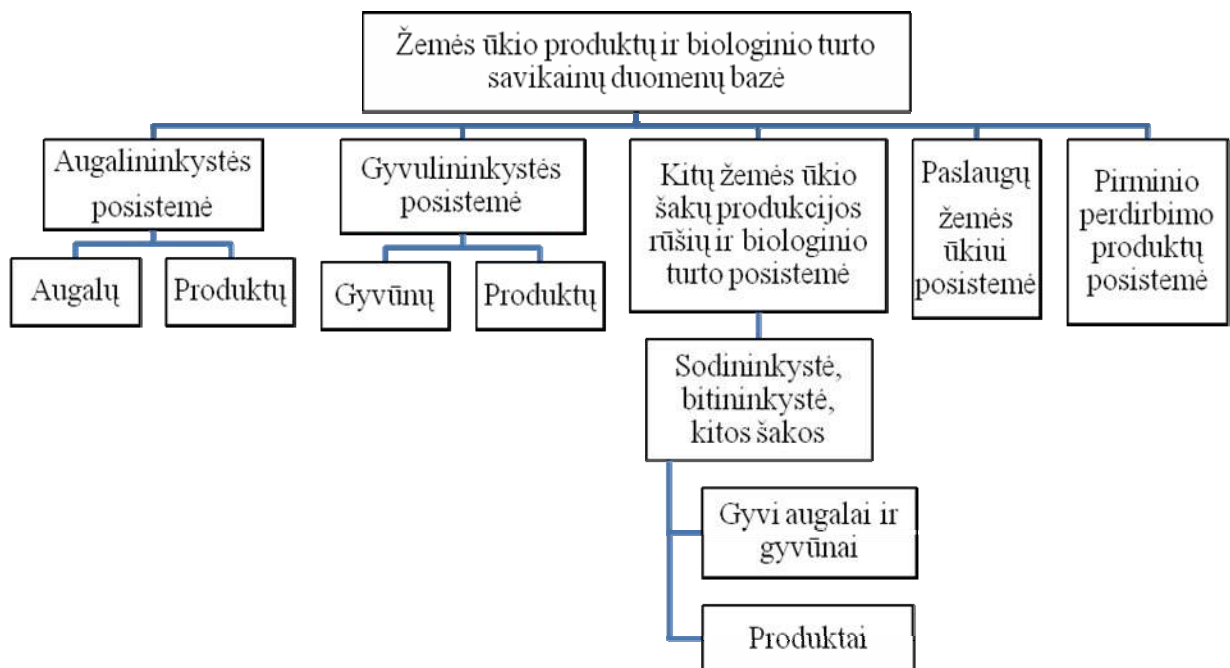 Žemės ūkio produktų ir biologinio turto
savikainų duomenų bazė
Augalininkystės
posistemė
Gyvulininkystės
posistemė
Kitų žemės ūkio
šakų produkcijos
rūšių ir biologinio
turto posistemė
Paslaugų
žemės
ūkiui
posistemė
Pirminio
perdirbimo
produktų
posistemė
Augalų
Produktų
Gyvūnų
Produktų
Sodininkystė,
bitininkystė,
kitos šakos
Gyvi augalai ir
gyvūnai
Produktai